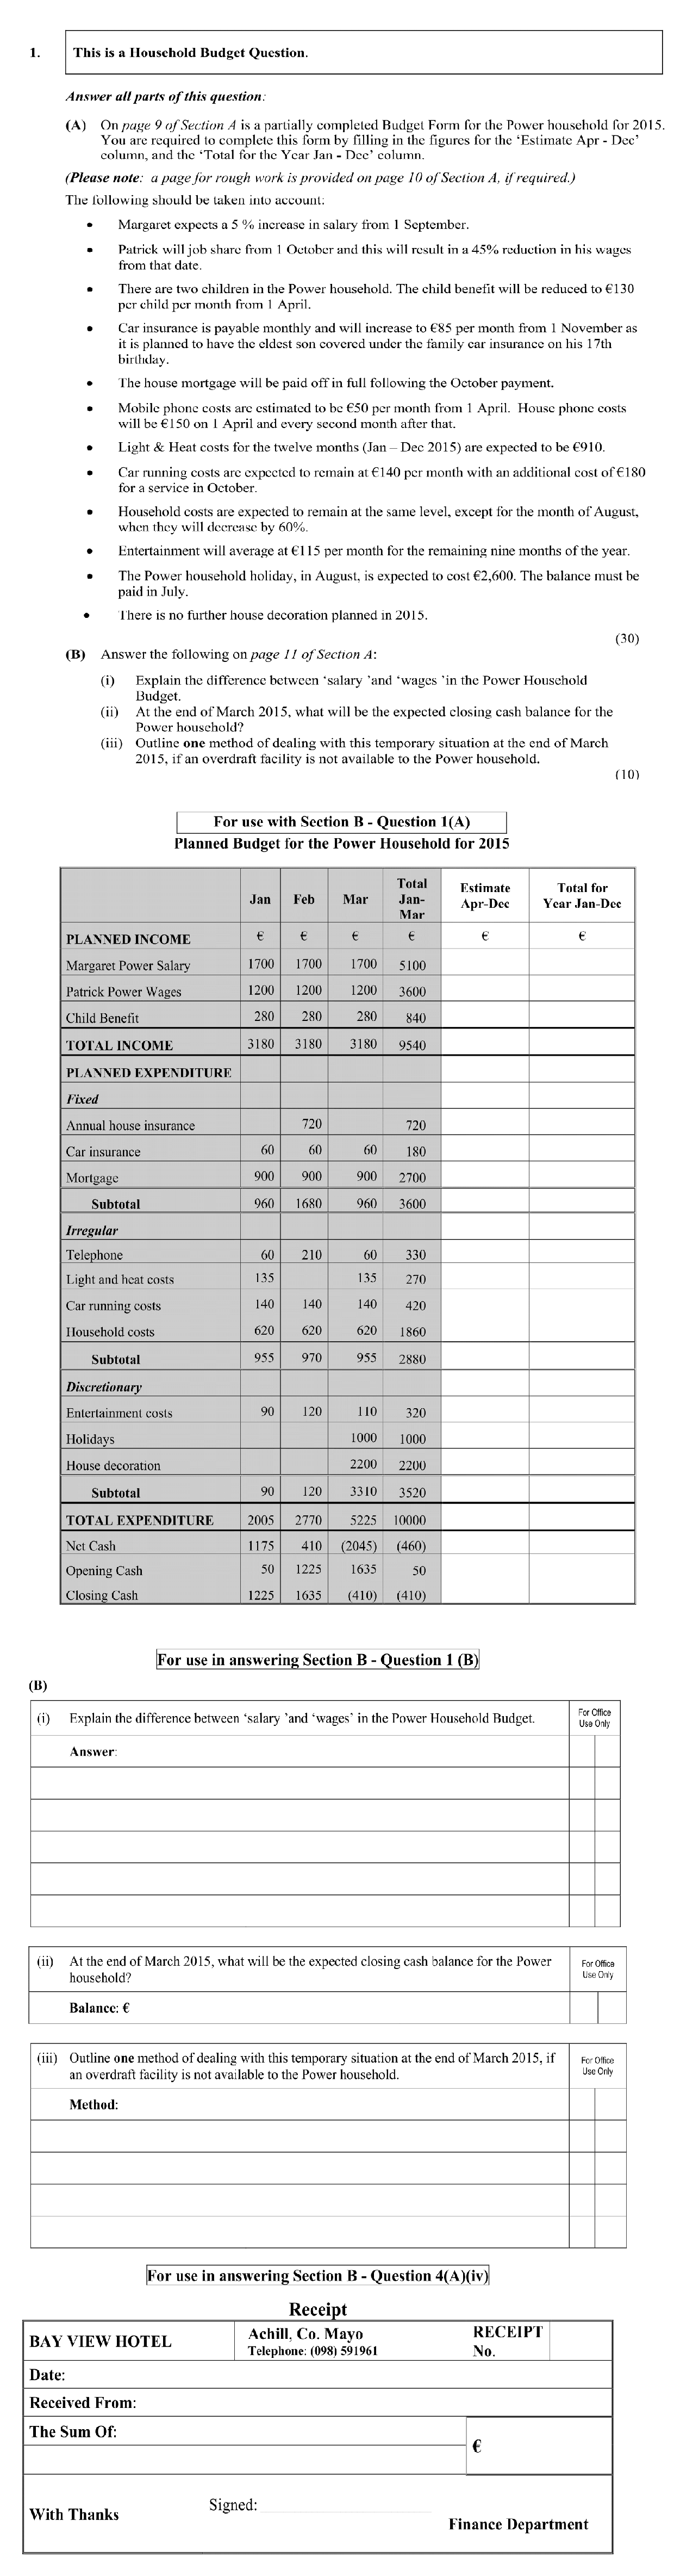 1. This is a Household Budget Question.
Answer all parts of this question:
(A) On page 9 of Section A is a partially completed Budget Form for the Power household for 2015.
You are required to complete this form by filling in the figures for the ‘Estimate Apr - Dec’
column, and the ‘Total for the Year Jan - Dec’ column.
(Please note: a page for rough work is provided on page 10 of Section A, if required.)
The following should be taken into account:
• Margaret expects a 5 % increase in salary from 1 September.
• Patrick will job share from 1 October and this will result in a 45% reduction in his wages
from that date.
• There are two children in the Power household. The child benefit will be reduced to €130
per child per month from 1 April.
• Car insurance is payable monthly and will increase to €85 per month from 1 November as
it is planned to have the eldest son covered under the family car insurance on his 17th
birthday.
• The house mortgage will be paid off in full following the October payment.
• Mobile phone costs are estimated to be €50 per month from 1 April. House phone costs
will be €150 on 1 April and every second month after that.
• Light & Heat costs for the twelve months (Jan – Dec 2015) are expected to be €910.
• Car running costs are expected to remain at €140 per month with an additional cost of €180
for a service in October.
• Household costs are expected to remain at the same level, except for the month of August,
when they will decrease by 60%.
• Entertainment will average at €115 per month for the remaining nine months of the year.
• The Power household holiday, in August, is expected to cost €2,600. The balance must be
paid in July.
• There is no further house decoration planned in 2015.
(30)
(B) Answer the following on page 11 of Section A:
(i) Explain the difference between ‘salary ’and ‘wages ’in the Power Household
Budget.
(ii) At the end of March 2015, what will be the expected closing cash balance for the
Power household?
(iii) Outline one method of dealing with this temporary situation at the end of March
2015, if an overdraft facility is not available to the Power household.
(10)
For use with Section B - Question 1(A)
Planned Budget for the Power Household for 2015
Jan Feb Mar Total Jan- Mar Estimate Apr-Dec Total for Year Jan-Dec
PLANNED INCOME € € € € € €
Margaret Power Salary 1700 1700 1700 5100
Patrick Power Wages 1200 1200 1200 3600
Child Benefit 280 280 280 840
TOTAL INCOME 3180 3180 3180 9540
PLANNED EXPENDITURE
Fixed
Annual house insurance 720 720
Car insurance 60 60 60 180
Mortgage 900 900 900 2700
Subtotal 960 1680 960 3600
Irregular
Telephone 60 210 60 330
Light and heat costs 135 135 270
Car running costs 140 140 140 420
Household costs 620 620 620 1860
Subtotal 955 970 955 2880
Discretionary
Entertainment costs 90 120 110 320
Holidays 1000 1000
House decoration 2200 2200
Subtotal 90 120 3310 3520
TOTAL EXPENDITURE 2005 2770 5225 10000
Net Cash 1175 410 (2045) (460)
Opening Cash 50 1225 1635 50
Closing Cash 1225 1635 (410) (410)
For use in answering Section B - Question 1 (B)
(B)
(i) Explain the difference between ‘salary ’and ‘wages’ in the Power Household Budget.
For Office
Use Only
Answer:
(ii) At the end of March 2015, what will be the expected closing cash balance for the Power
household?
For Office
Use Only
Balance: €
(iii) Outline one method of dealing with this temporary situation at the end of March 2015, if
an overdraft facility is not available to the Power household.
For Office
Use Only
Method:
For use in answering Section B - Question 4(A)(iv)
Receipt
BAY VIEW HOTEL
Achill, Co. Mayo
Telephone: (098) 591961
RECEIPT
No.
Date:
Received From:
The Sum Of:
€
With Thanks
Signed:
Finance Department